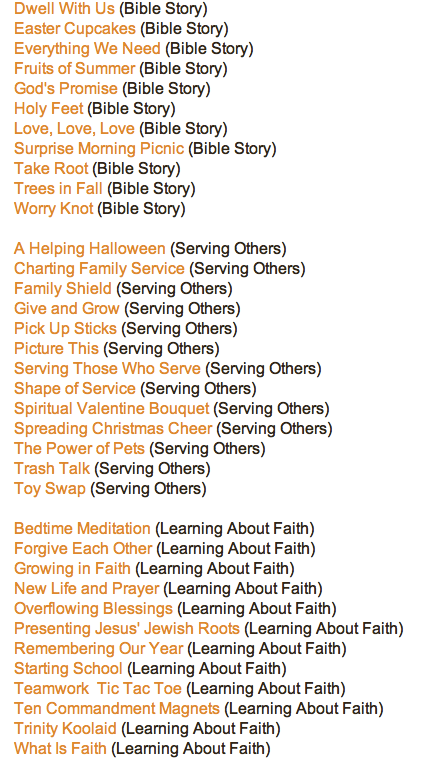 Dwell With Us (Bible Story)
Easter Cupcakes (Bible Story)
Everything We Need (Bible Story)
Fruits of Summer (Bible Story)
God's Promise (Bible Story)
Holy Feet (Bible Story)
Love, Love, Love (Bible Story)
Surprise Morning Picnic (Bible Story)
Take Root (Bible Story)
Trees in Fall (Bible Story)
Worry Knot (Bible Story)
A Helping Halloween (Serving Others)
Charting Family Service (Serving Others)
Family Shield (Serving Others)
Give and Grow (Serving Others)
Pick Up Sticks (Serving Others)
Picture This (Serving Others)
Serving Those Who Serve (Serving Others)
Shape of Service (Serving Others)
Spiritual Valentine Bouquet (Serving Others)
Spreading Christmas Cheer (Serving Others)
The Power of Pets (Serving Others)
Trash Talk (Serving Others)
Toy Swap (Serving Others)
Bedtime Meditation (Learning About Faith)
Forgive Each Other (Learning About Faith)
Growing in Faith (Learning About Faith)
New Life and Prayer (Learning About Faith)
Overflowing Blessings (Learning About Faith)
Presenting Jesus' Jewish Roots (Learning About Faith)
Remembering Our Year (Learning About Faith)
Starting School (Learning About Faith)
Teamwork  Tic Tac Toe (Learning About Faith)
Ten Commandment Magnets (Learning About Faith)
Trinity Koolaid (Learning About Faith)
What Is Faith (Learning About Faith)